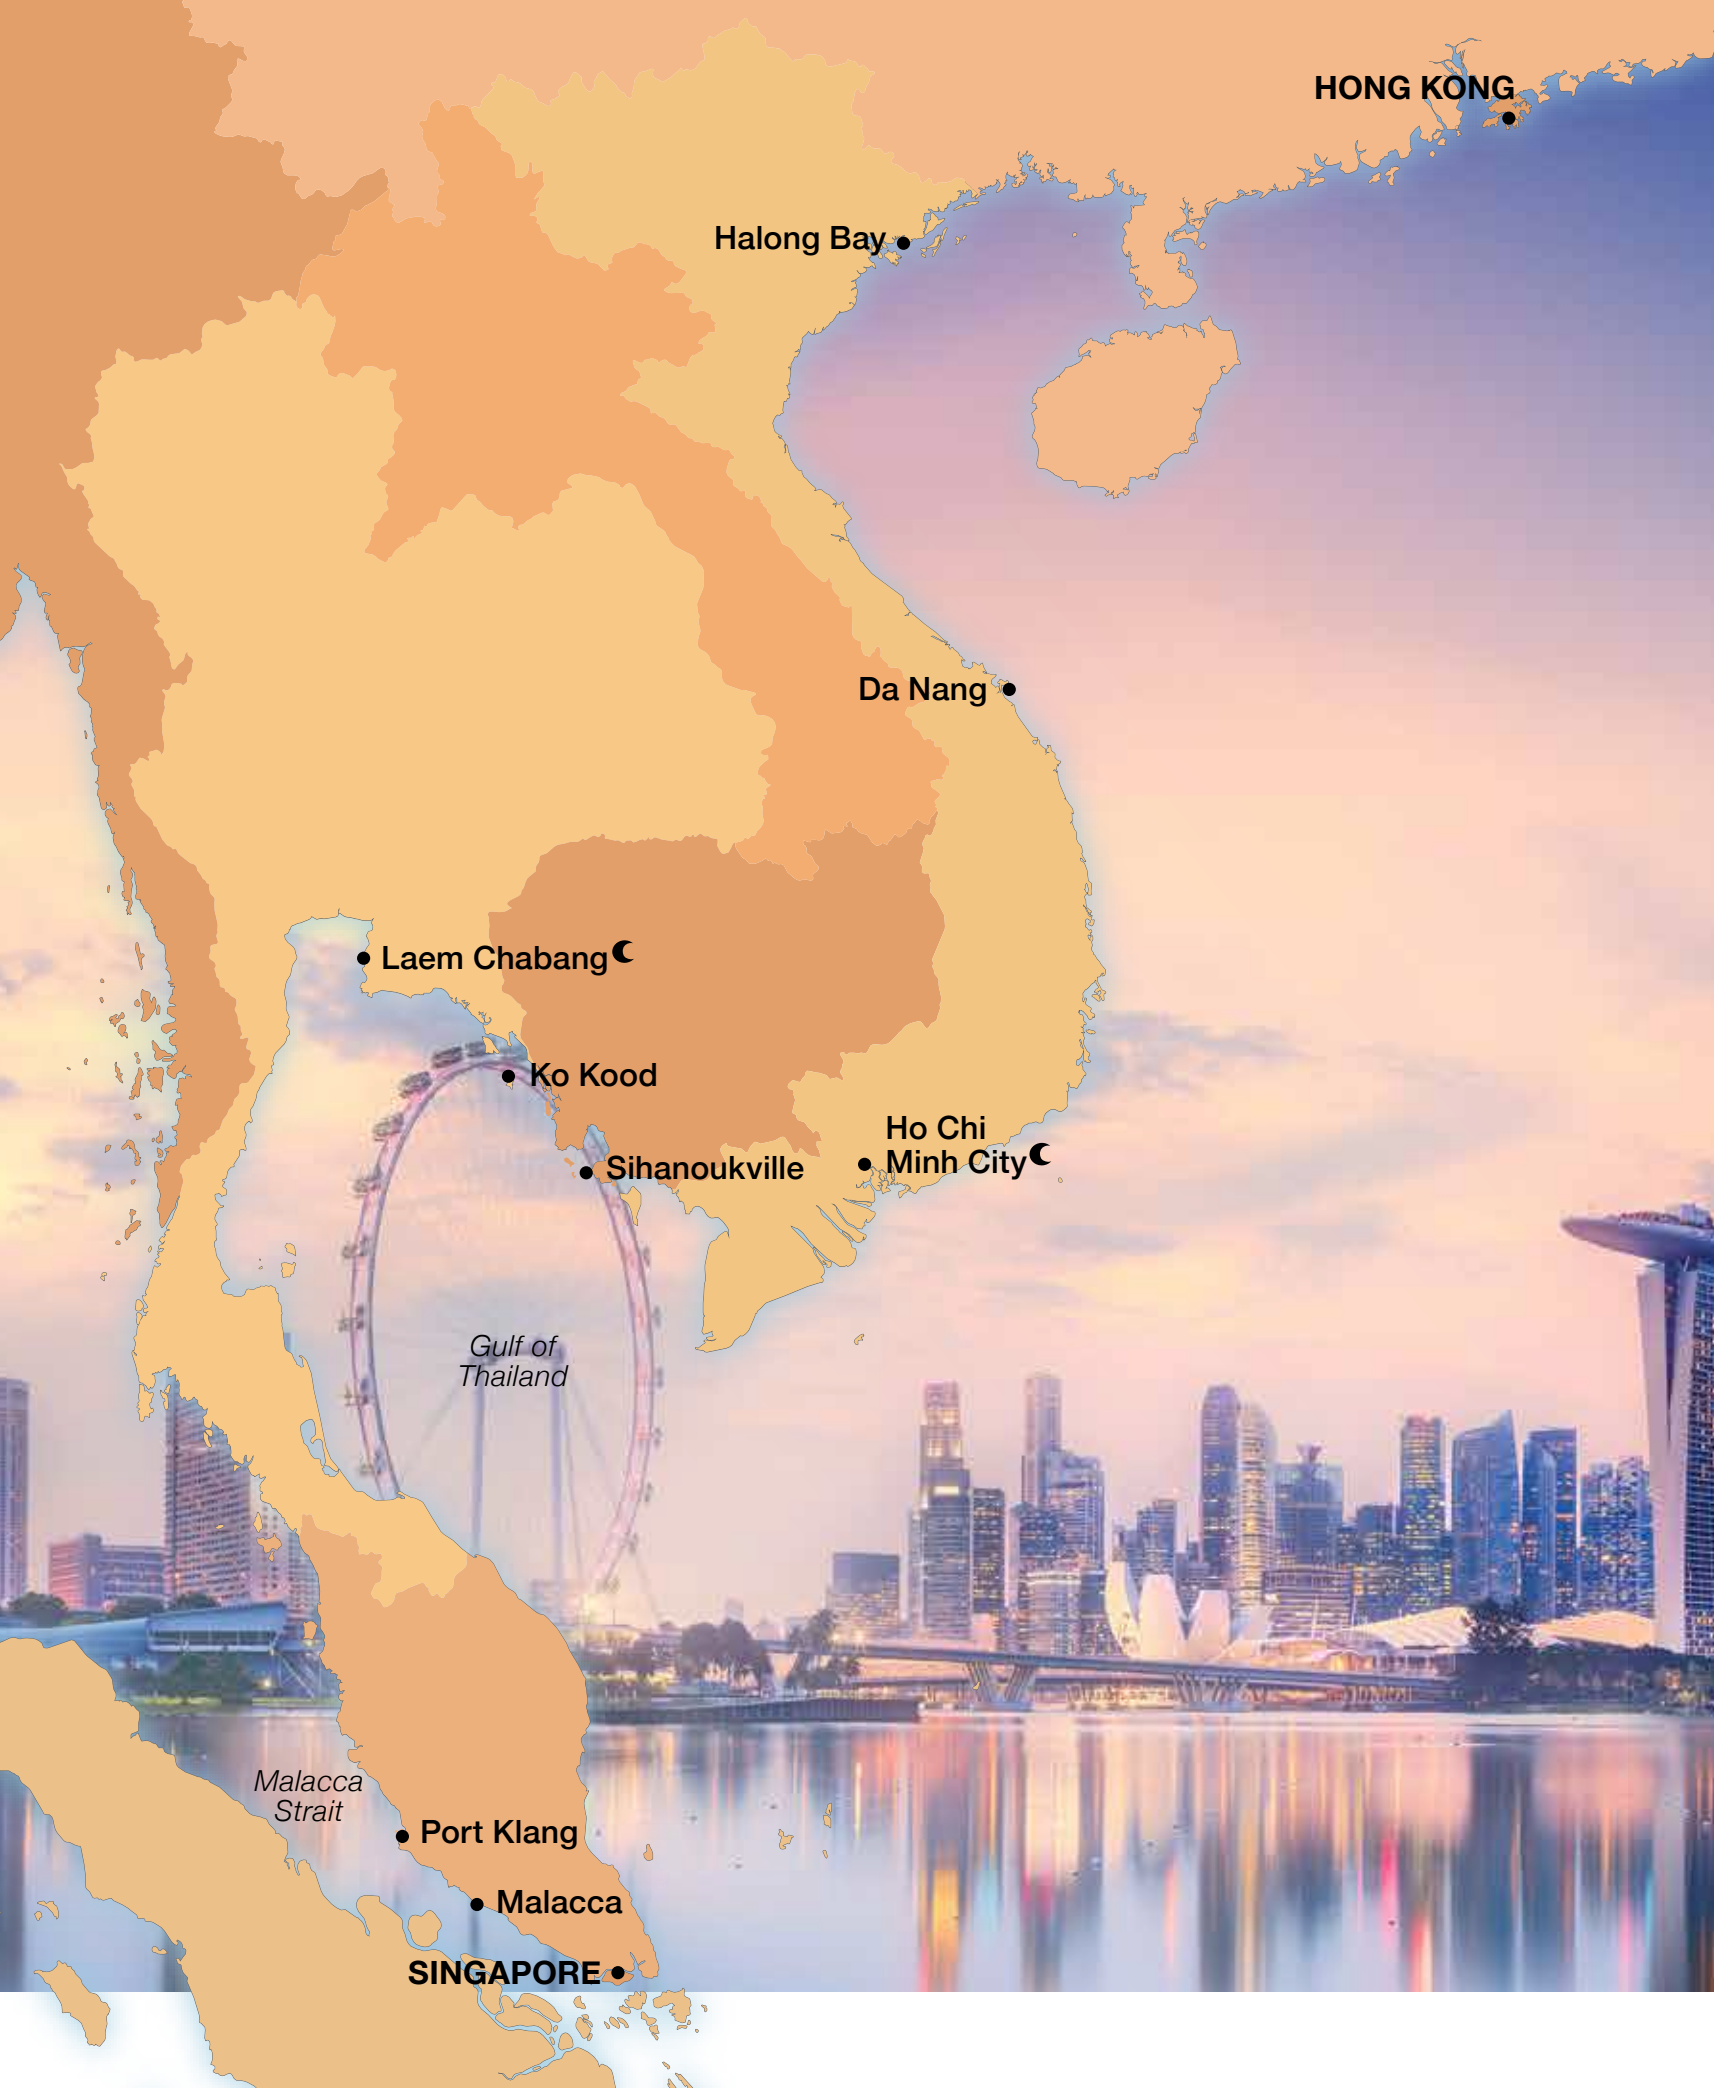 HONG KONG
Halong Bay
Da Nang
Laem Chabang
Ko Kood
Ho Chi
Minh City
Sihanoukville
Gulf of
Thailand
Malacca
Strait
Port Klang
Malacca
SINGAPORE